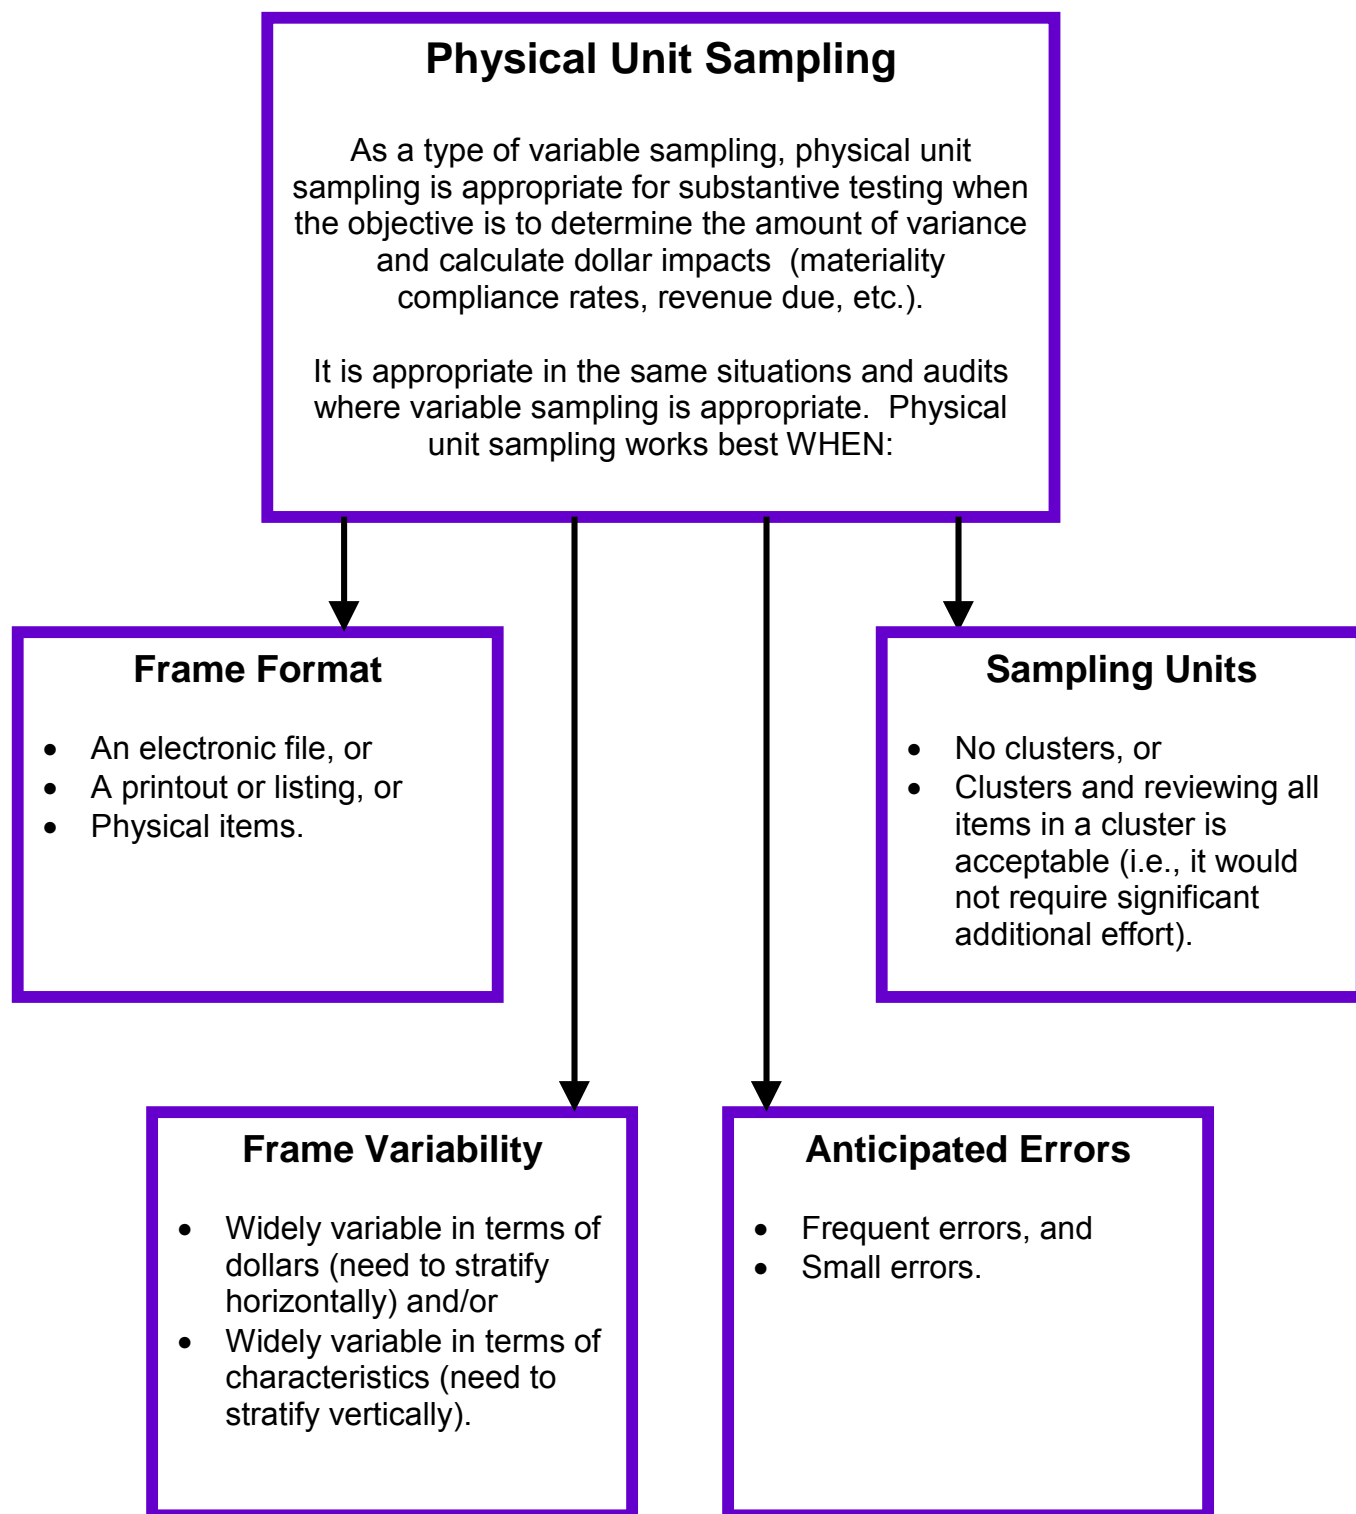 Physical Unit Sampling
As a type of variable sampling, physical unit
sampling is appropriate for substantive testing when
the objective is to determine the amount of variance
and calculate dollar impacts  (materiality
compliance rates, revenue due, etc.).
It is appropriate in the same situations and audits
where variable sampling is appropriate.  Physical
unit sampling works best WHEN:
Frame Format
• An electronic file, or
• A printout or listing, or
• Physical items.
Sampling Units
• No clusters, or
• Clusters and reviewing all
items in a cluster is
acceptable (i.e., it would
not require significant
additional effort).
Frame Variability
• Widely variable in terms of
dollars (need to stratify
horizontally) and/or
• Widely variable in terms of
characteristics (need to
stratify vertically).
Anticipated Errors
• Frequent errors, and
• Small errors.